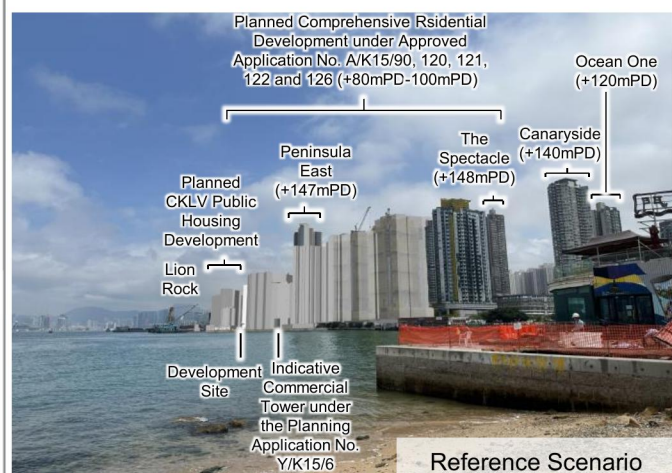 Planned Comprehensive Rsidential
Development under Approved
Application No. A/K15/90, 120, 121,
122 and 126 (+80mPD-100mPD)
Ocean One
(+120mPD)
Canaryside
(+140mPD)
The
Spectacle
(+148mPD)
Peninsula
East
(+147mPD)
Planned
CKLV Public
Housing
Development
Lion
Rock
Development
Site
Indicative
Commercial
Tower under
the Planning
Application No.
Y/K15/6
Reference Scenario